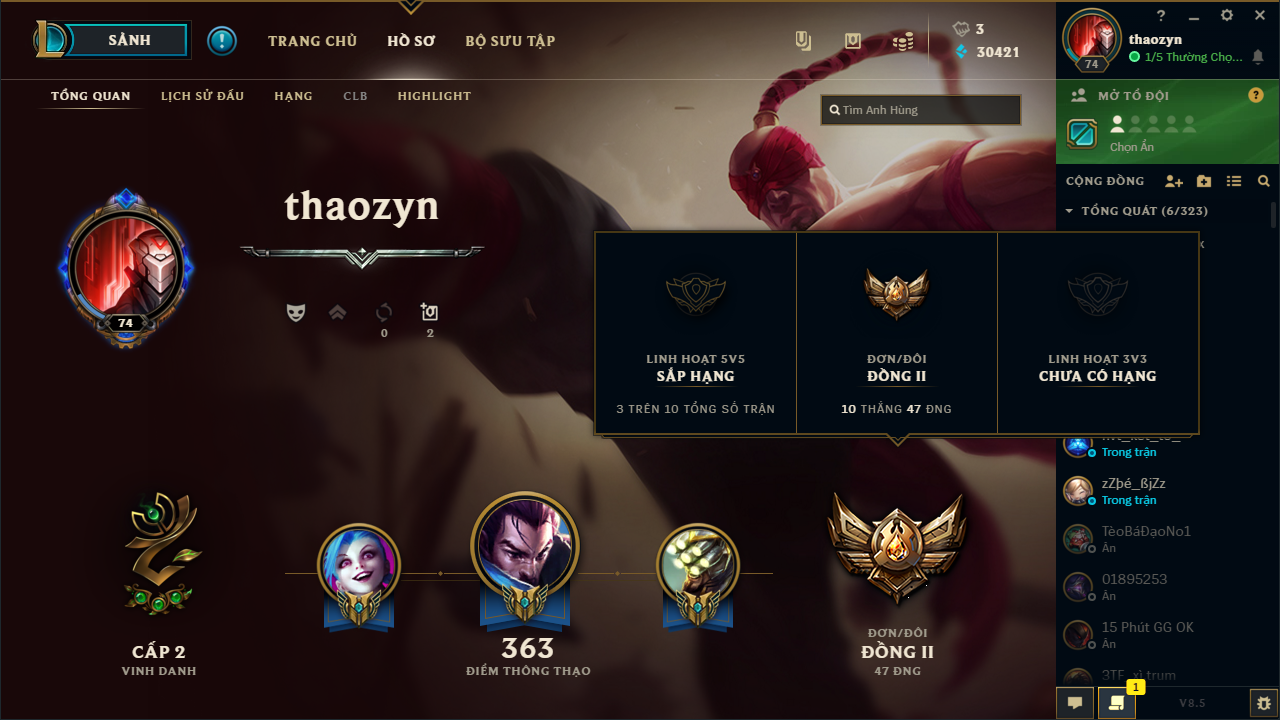 SẢNH
TRANG CHỦ
HỒ SƠ
BỘ SƯU TẬP
3
30421
thaozyn
1/5 Thường Chọ...
74
TỔNG QUAN
LỊCH SỬ ĐẤU
HẠNG
CLB
HIGHLIGHT
Tìm Anh Hùng
MỞ TỔ ĐỘI
Chọn Ẩn
CỘNG ĐỒNG
TỔNG QUÁT (6/323)
thaozyn
74
0
2
LINH HOẠT 5V5
SẮP HẠNG
3 TRÊN 10 TỔNG SỐ TRẬN
ĐƠN/ĐÔI
ĐỒNG II
10 THẮNG 47 ĐNG
LINH HOẠT 3V3
CHƯA CÓ HẠNG
Trong trận
zZþé_ßjZz
Trong trận
TèoBáĐạoNo1
Ẩn
01895253
Ẩn
15 Phút GG OK
Ẩn
3TF_xì trum
CẤP 2
VINH DANH
363
ĐIỂM THÔNG THẠO
ĐƠN/ĐÔI
ĐỒNG II
47 ĐNG
1
V8.5